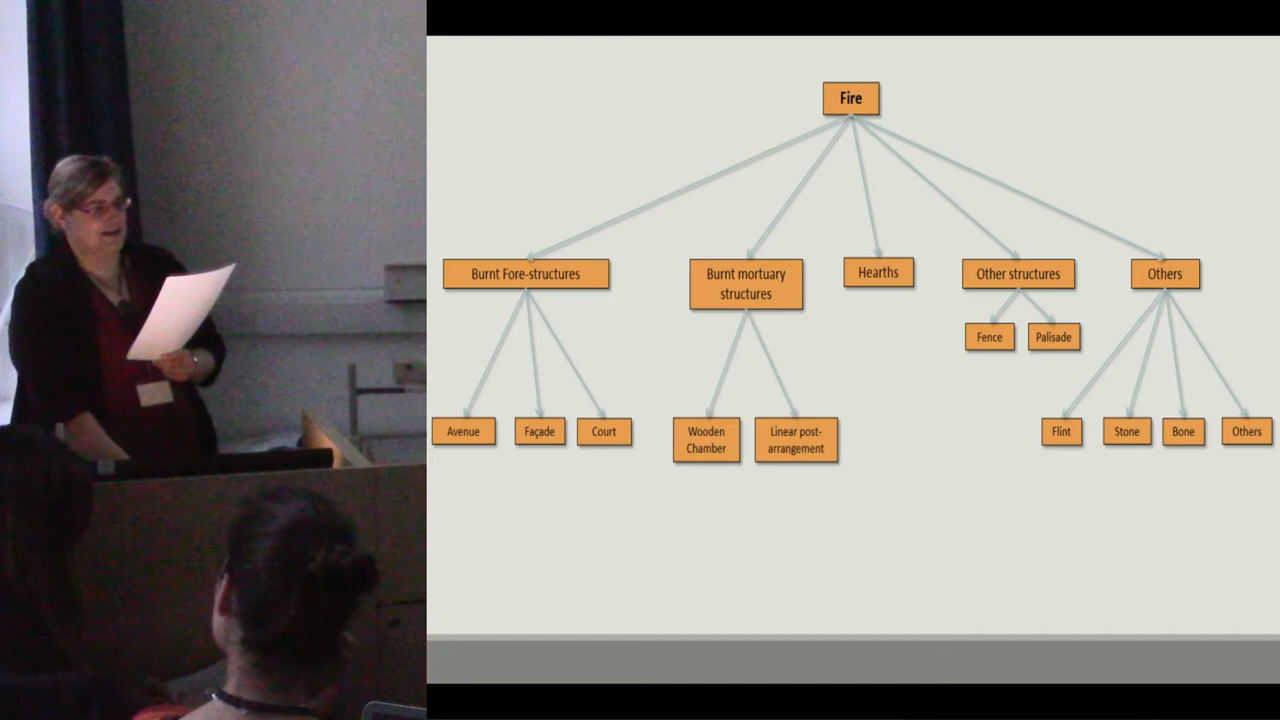 Fire
Burnt Fore-structures
Burnt mortuary
structures
Hearths
Other structures
Others
Fence
Palisade
Avenue
Façade
Court
Wooden
Chamber
Linear post-
arrangement
Flint
Stone
Bone
Others